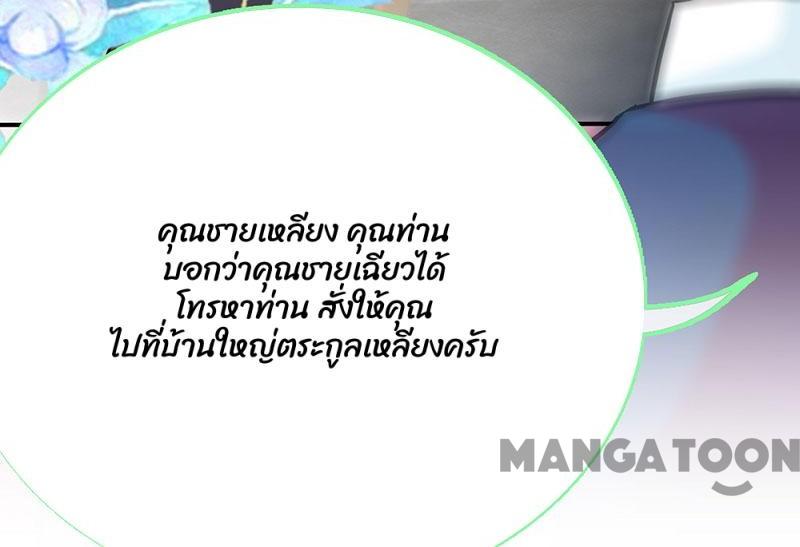 คุณชายเหลียง คุณท่าน
บอกว่าคุณชายเฉียวได้
โทรหาท่าน สั่งให้คุณ
ไปที่บ้านใหญ่ตระกูลเหลียงครับ
MANGATOON